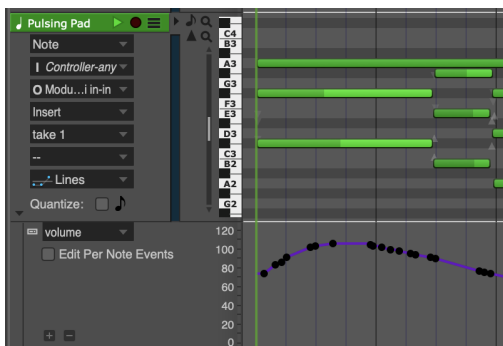 Pulsing Pad
Note
I Controller-any
O Modu...i in-in
Insert
take 1
--
Lines
Quantize:
C4
B3
A3
G3
F3
E3
D3
C3
B2
A2
G2
volume
Edit Per Note Events
120
100
80
60
40
20
0